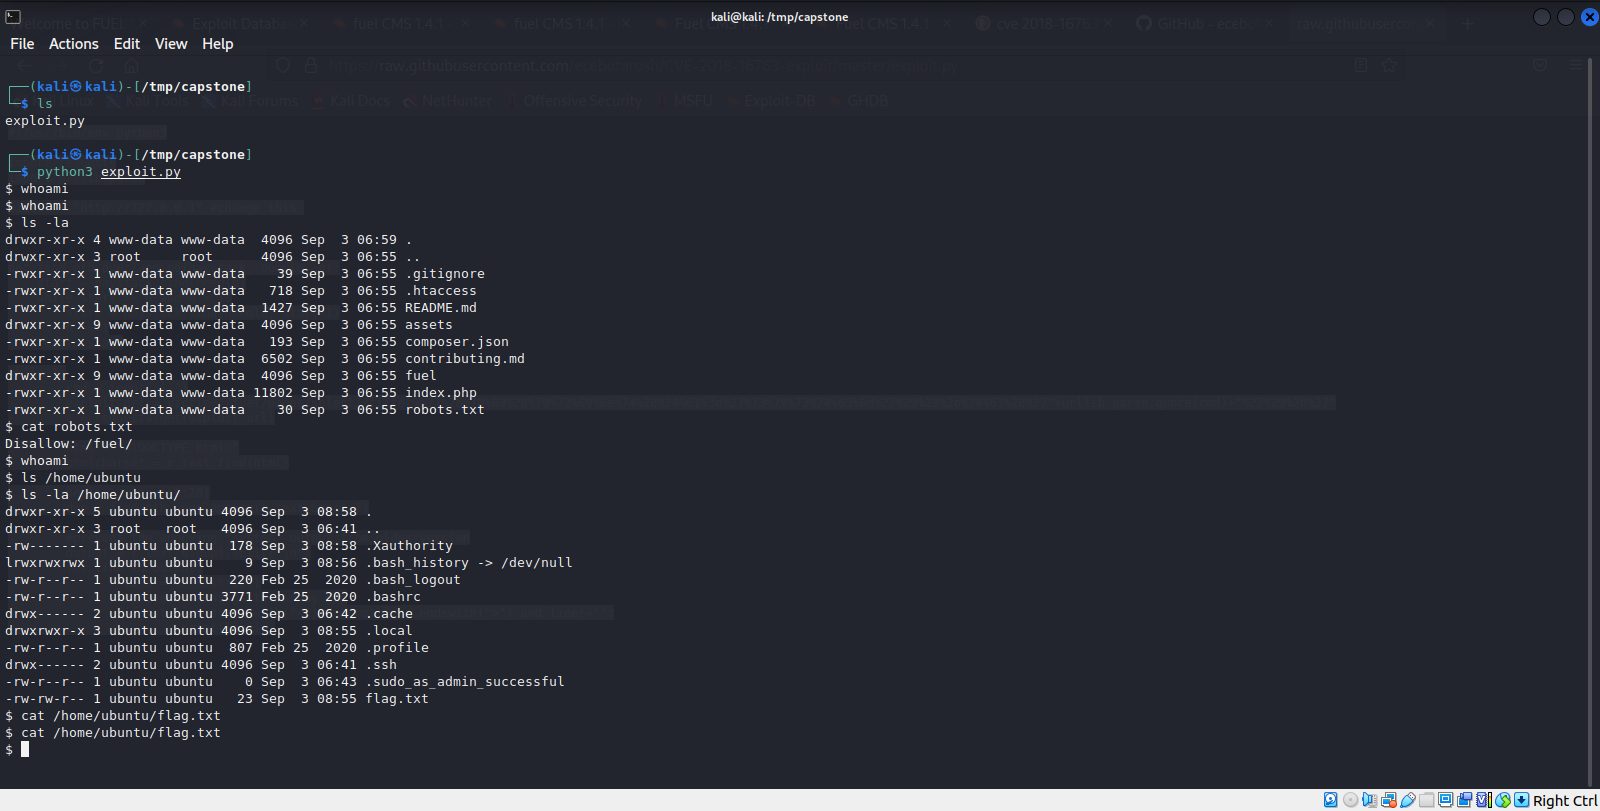 kali@kali: /tmp/capstone
File Actions Edit View Help
┌──(kali㉿kali)-[/tmp/capstone]
└─$ ls
exploit.py
┌──(kali㉿kali)-[/tmp/capstone]
└─$ python3 exploit.py
$ whoami
$ whoami
$ ls -la
drwxr-xr-x 4 www-data www-data  4096 Sep  3 06:59 .
drwxr-xr-x 3 root     root      4096 Sep  3 06:55 ..
-rwxr-xr-x 1 www-data www-data    39 Sep  3 06:55 .gitignore
-rwxr-xr-x 1 www-data www-data   718 Sep  3 06:55 .htaccess
-rwxr-xr-x 1 www-data www-data  1427 Sep  3 06:55 README.md
drwxr-xr-x 9 www-data www-data  4096 Sep  3 06:55 assets
-rwxr-xr-x 1 www-data www-data   193 Sep  3 06:55 composer.json
-rwxr-xr-x 1 www-data www-data  6502 Sep  3 06:55 contributing.md
drwxr-xr-x 9 www-data www-data  4096 Sep  3 06:55 fuel
-rwxr-xr-x 1 www-data www-data 11802 Sep  3 06:55 index.php
-rwxr-xr-x 1 www-data www-data    30 Sep  3 06:55 robots.txt
$ cat robots.txt
Disallow: /fuel/
$ whoami
$ ls /home/ubuntu
$ ls -la /home/ubuntu/
drwxr-xr-x 5 ubuntu ubuntu 4096 Sep  3 08:58 .
drwxr-xr-x 3 root   root   4096 Sep  3 06:41 ..
-rw------- 1 ubuntu ubuntu  178 Sep  3 08:58 .Xauthority
lrwxrwxrwx 1 ubuntu ubuntu    9 Sep  3 08:56 .bash_history -> /dev/null
-rw-r--r-- 1 ubuntu ubuntu  220 Feb 25  2020 .bash_logout
-rw-r--r-- 1 ubuntu ubuntu 3771 Feb 25  2020 .bashrc
drwx------ 2 ubuntu ubuntu 4096 Sep  3 06:42 .cache
drwxrwxr-x 3 ubuntu ubuntu 4096 Sep  3 08:55 .local
-rw-r--r-- 1 ubuntu ubuntu  807 Feb 25  2020 .profile
drwx------ 2 ubuntu ubuntu 4096 Sep  3 06:41 .ssh
-rw-r--r-- 1 ubuntu ubuntu    0 Sep  3 06:43 .sudo_as_admin_successful
-rw-rw-r-- 1 ubuntu ubuntu   23 Sep  3 08:55 flag.txt
$ cat /home/ubuntu/flag.txt
$ cat /home/ubuntu/flag.txt
$
Right Ctrl